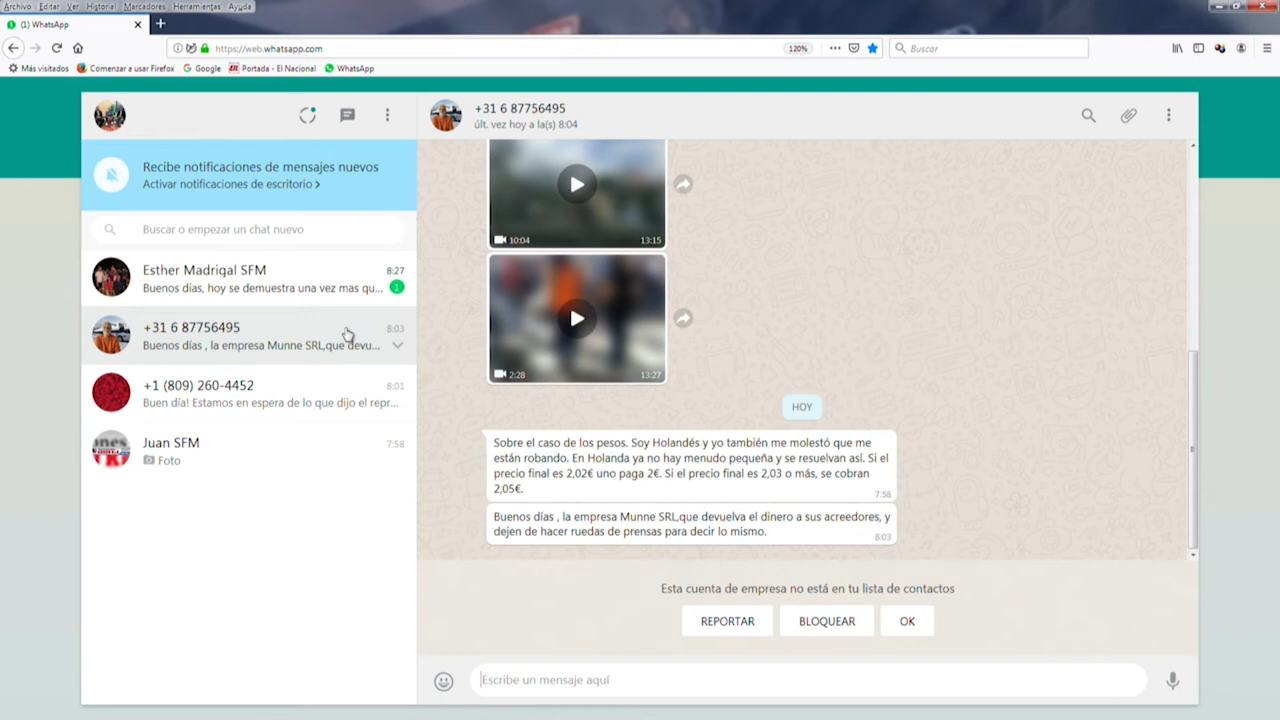 Archivo Editar Ver Historial Marcadores Herramientas Ayuda
(1) WhatsApp
https://web.whatsapp.com
120%
Buscar
Más visitados Comenzar a usar Firefox Google Portada - El Nacional WhatsApp
Recibe notificaciones de mensajes nuevos
Activar notificaciones de escritorio
Buscar o empezar un chat nuevo
Esther Madrigal SFM 8:27
Buenos días, hoy se demuestra una vez mas qu... 1
+31 6 87756495 8:03
Buenos días , la empresa Munne SRL,que devu...
+1 (809) 260-4452 8:01
Buen día! Estamos en espera de lo que dijo el repr...
Juan SFM 7:58
Foto
+31 6 87756495
últ. vez hoy a la(s) 8:04
10:04 13:15
2:28 13:27
HOY
Sobre el caso de los pesos. Soy Holandés y yo también me molestó que me
están robando. En Holanda ya no hay menudo pequeña y se resuelvan así. Si el
precio final es 2,02€ uno paga 2€. Si el precio final es 2,03 o más, se cobran
2,05€.
7:58
Buenos días , la empresa Munne SRL,que devuelva el dinero a sus acreedores, y
dejen de hacer ruedas de prensas para decir lo mismo.
8:03
Esta cuenta de empresa no está en tu lista de contactos
REPORTAR BLOQUEAR OK
Escribe un mensaje aquí